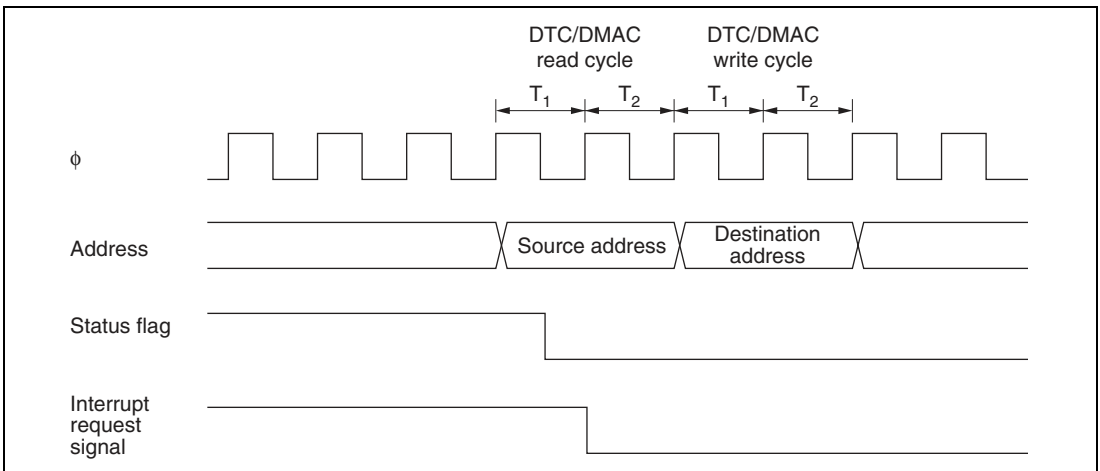 DTC/DMAC
read cycle
DTC/DMAC
write cycle
T1
T2
T1
T2
ϕ
Address
Source address
Destination
address
Status flag
Interrupt
request
signal